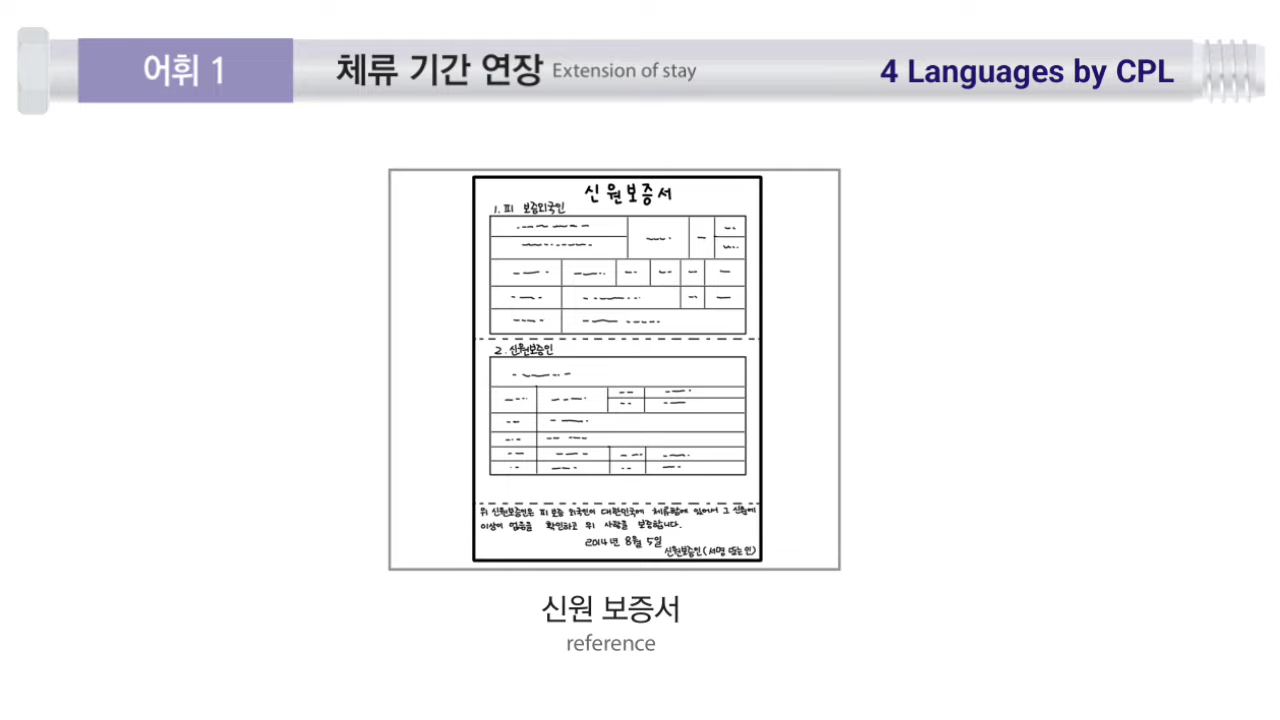 어휘 1
체류 기간 연장 Extension of stay
4 Languages by CPL
신원보증서
1. 피 보증외국인
2. 신원보증인
위 신원보증인은 피 보증 외국인이 대한민국에 체류함에 있어서 그 신원에
이상이 없음을 확인하고 위 사람을 보증합니다.
2014년 8월 5일
신원보증인 (서명 또는 인)
신원 보증서
reference